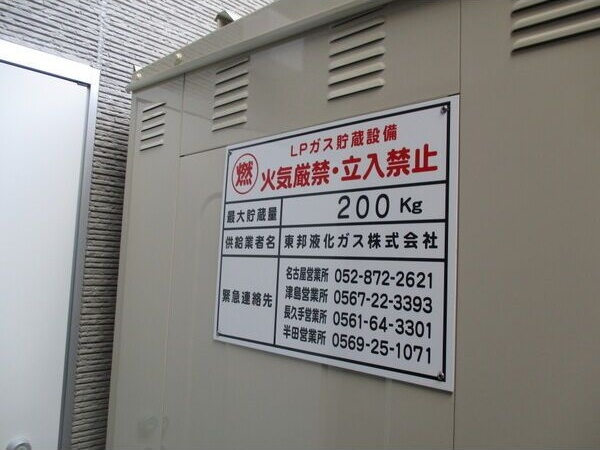 LPガス貯蔵設備
燃 火気厳禁・立入禁止
最大貯蔵量 200 Kg
供給業者名 東邦液化ガス株式会社
緊急連絡先
名古屋営業所 052-872-2621
津島営業所 0567-22-3393
長久手営業所 0561-64-3301
半田営業所 0569-25-1071